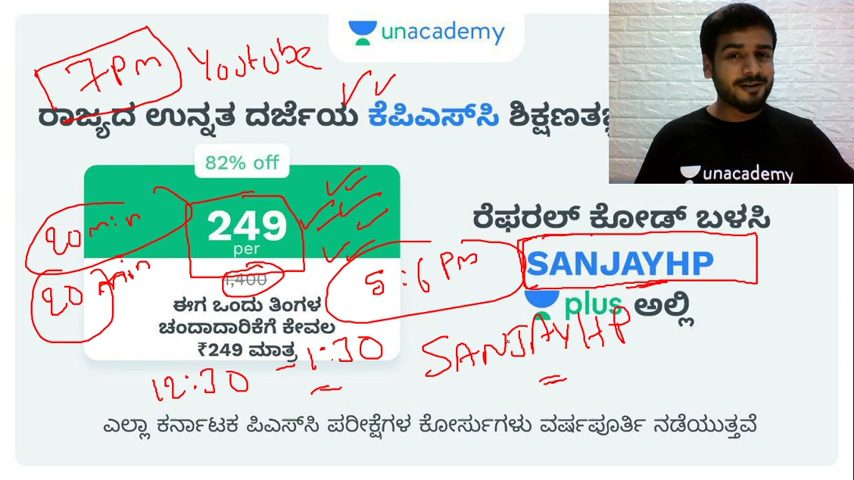 unacademy
7pm Youtube
ರಾಜ್ಯದ ಉನ್ನತ ದರ್ಜೆಯ ಕೆಪಿಎಸ್‌ಸಿ
unacademy
82% off
249
per
1,400
ಈಗ ಒಂದು ತಿಂಗಳ
ಚಂದಾದಾರಿಕೆಗೆ ಕೇವಲ
₹249 ಮಾತ್ರ
20 min
20 min
5:6 pm
12:30 - 1:30
ರೆಫರಲ್ ಕೋಡ್ ಬಳಸಿ
SANJAYHP
plus ಅಲ್ಲಿ
SANJAYHP
ಎಲ್ಲಾ ಕರ್ನಾಟಕ ಪಿಎಸ್‌ಸಿ ಪರೀಕ್ಷೆಗಳ ಕೋರ್ಸುಗಳು ವರ್ಷಪೂರ್ತಿ ನಡೆಯುತ್ತವೆ